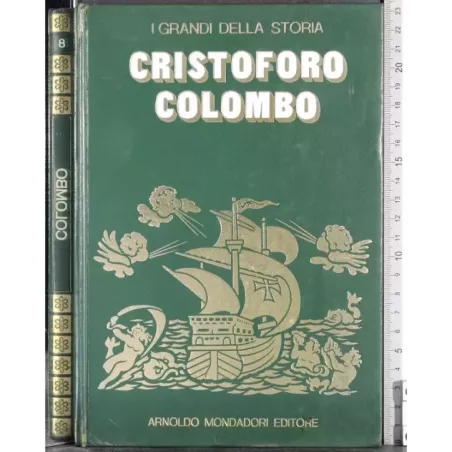 I GRANDI DELLA STORIA
CRISTOFORO
COLOMBO
ARNOLDO MONDADORI EDITORE
8
COLOMBO